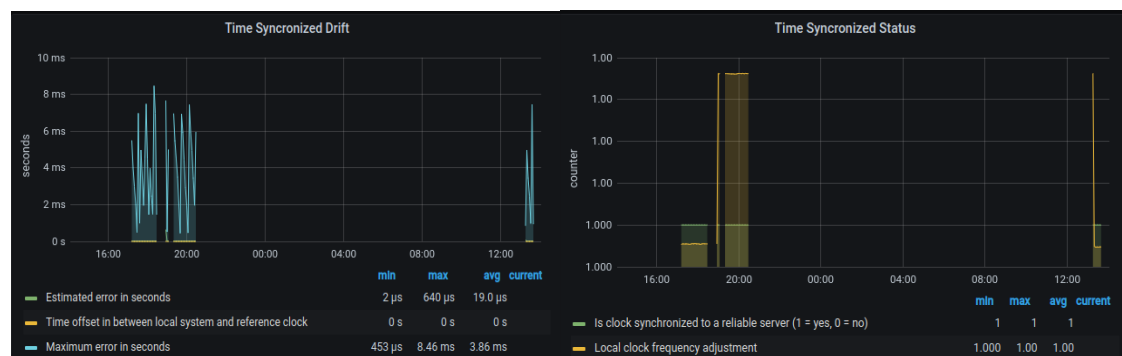 Time Syncronized Drift
10 ms
8 ms
6 ms
4 ms
2 ms
0 s
seconds
16:00 20:00 00:00 04:00 08:00 12:00
min max avg current
Estimated error in seconds 2 µs 640 µs 19.0 µs
Time offset in between local system and reference clock 0 s 0 s 0 s
Maximum error in seconds 453 µs 8.46 ms 3.86 ms
Time Syncronized Status
1.00
1.00
1.00
1.00
1.000
1.000
counter
16:00 20:00 00:00 04:00 08:00 12:00
min max avg current
Is clock synchronized to a reliable server (1 = yes, 0 = no) 1 1 1
Local clock frequency adjustment 1.000 1.00 1.00